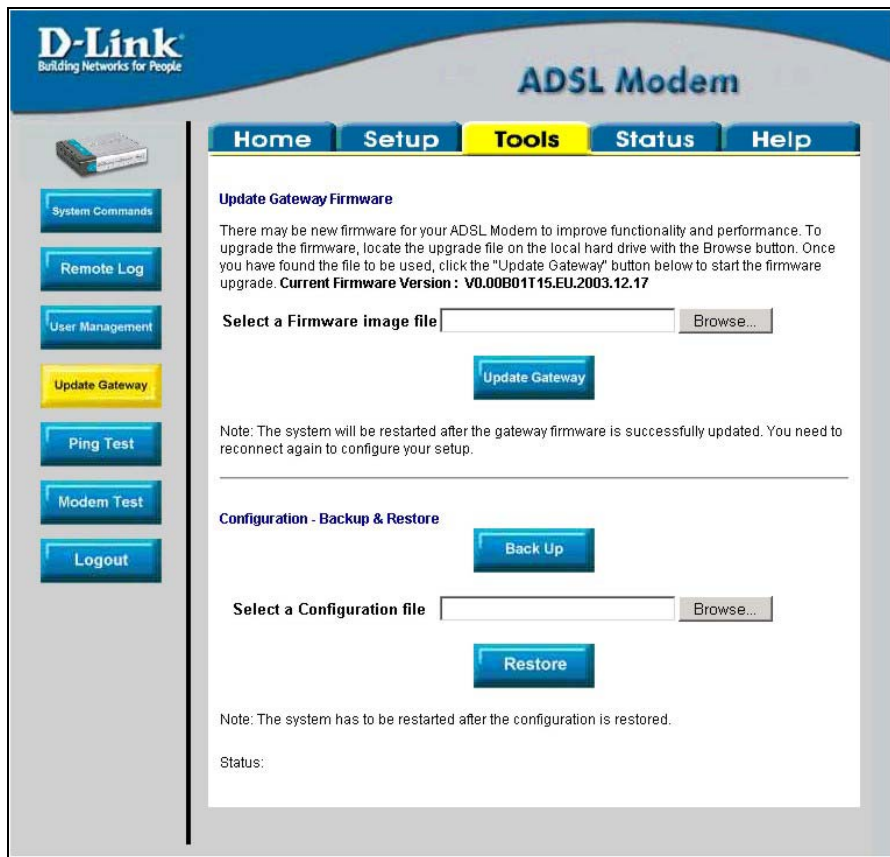 D-Link
Building Networks for People
ADSL Modem
Home
Setup
Tools
Status
Help
System Commands
Remote Log
User Management
Update Gateway
Ping Test
Modem Test
Logout
Update Gateway Firmware
There may be new firmware for your ADSL Modem to improve functionality and performance. To
upgrade the firmware, locate the upgrade file on the local hard drive with the Browse button. Once
you have found the file to be used, click the "Update Gateway" button below to start the firmware
upgrade. Current Firmware Version : V0.00B01T15.EU.2003.12.17
Select a Firmware image file
Browse...
Update Gateway
Note: The system will be restarted after the gateway firmware is successfully updated. You need to
reconnect again to configure your setup.
Configuration - Backup & Restore
Back Up
Select a Configuration file
Browse...
Restore
Note: The system has to be restarted after the configuration is restored.
Status: